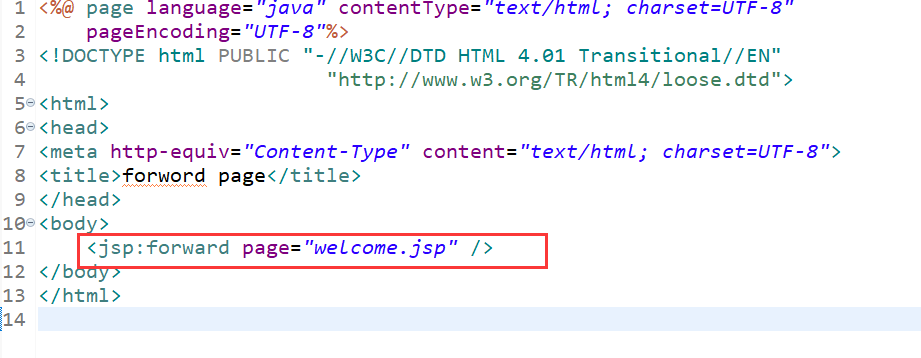 1 <%@ page language="java" contentType="text/html; charset=UTF-8"
2     pageEncoding="UTF-8"%>
3 <!DOCTYPE html PUBLIC "-//W3C//DTD HTML 4.01 Transitional//EN"
4                       "http://www.w3.org/TR/html4/loose.dtd">
5 <html>
6 <head>
7 <meta http-equiv="Content-Type" content="text/html; charset=UTF-8">
8 <title>forword page</title>
9 </head>
10 <body>
11     <jsp:forward page="welcome.jsp" />
12 </body>
13 </html>
14